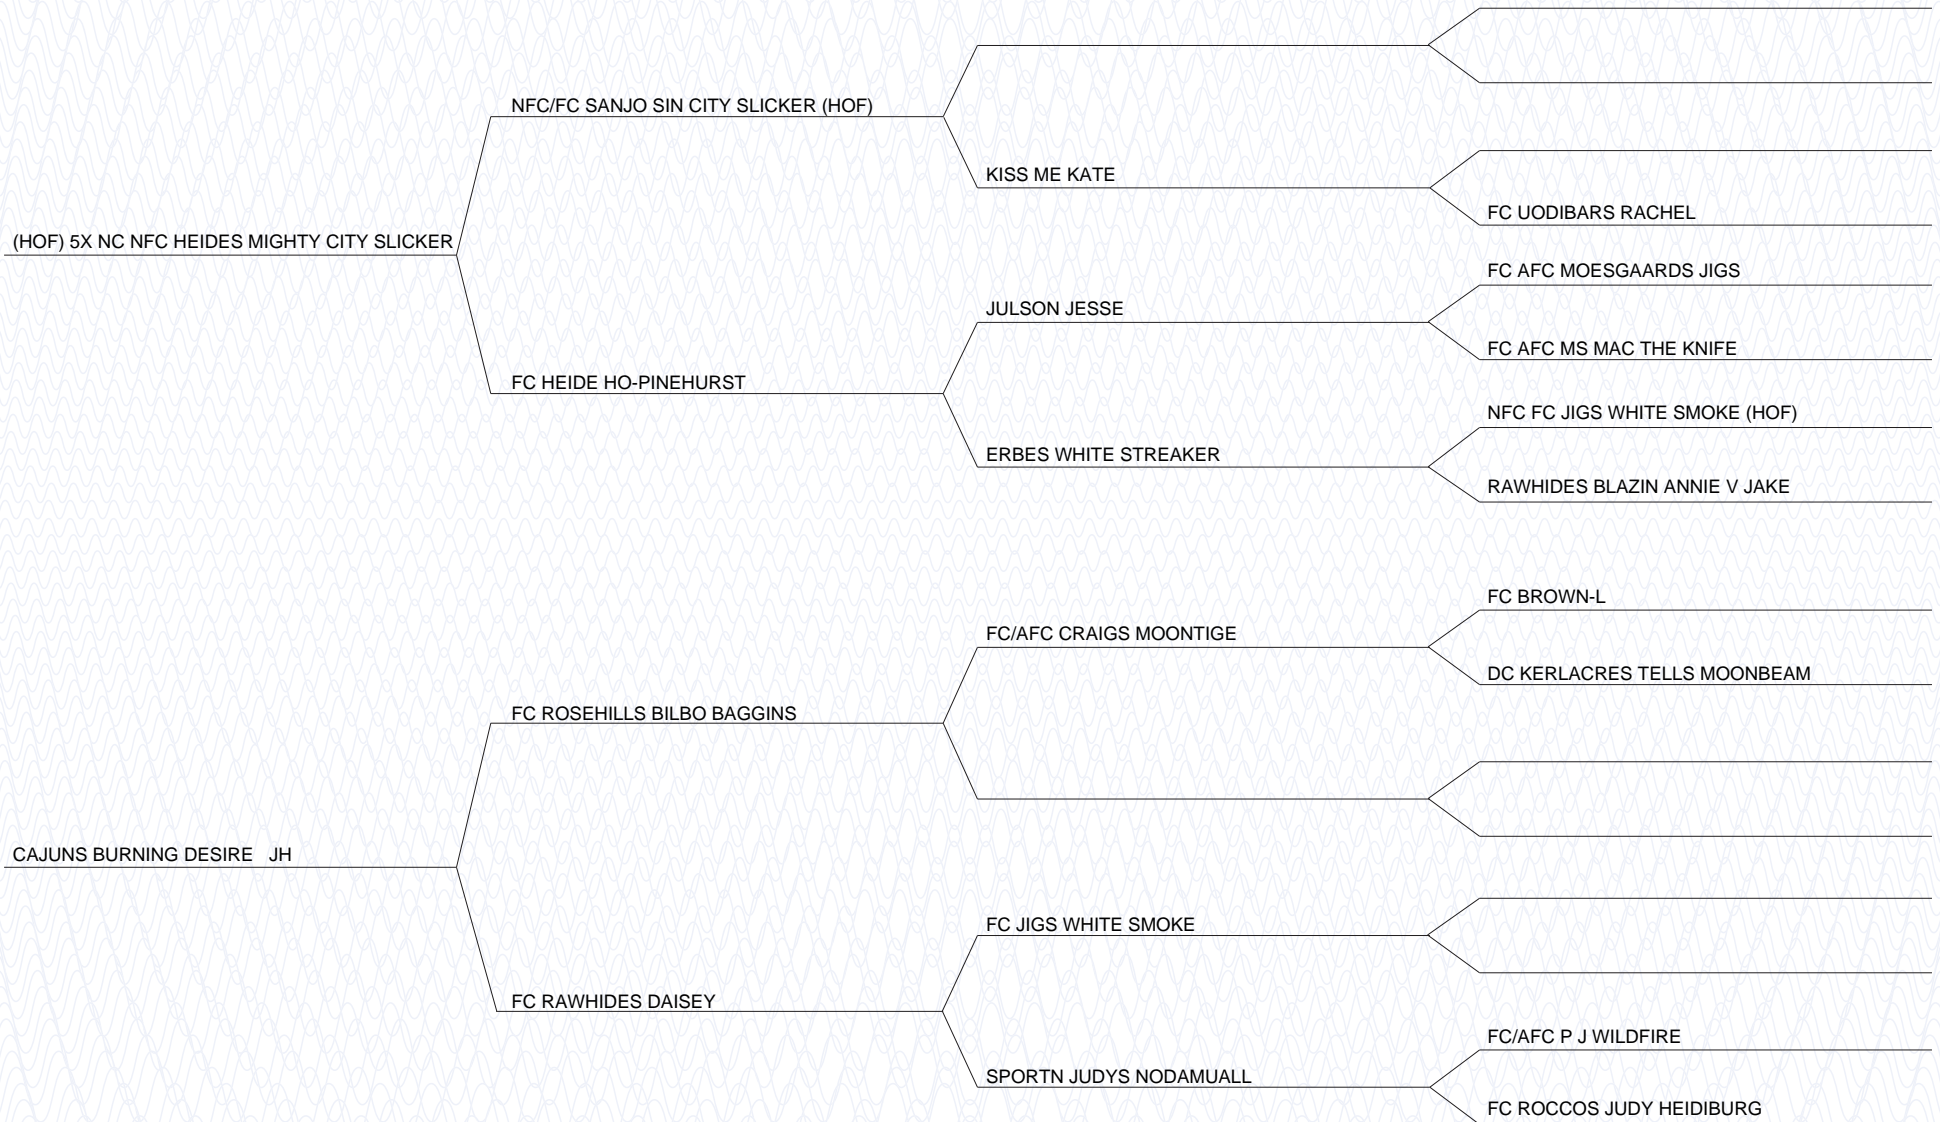 NFC/FC SANJO SIN CITY SLICKER (HOF)
KISS ME KATE
FC UODIBARS RACHEL
(HOF) 5X NC NFC HEIDES MIGHTY CITY SLICKER
FC AFC MOESGAARDS JIGS
JULSON JESSE
FC AFC MS MAC THE KNIFE
FC HEIDE HO-PINEHURST
NFC FC JIGS WHITE SMOKE (HOF)
ERBES WHITE STREAKER
RAWHIDES BLAZIN ANNIE V JAKE
FC BROWN-L
FC/AFC CRAIGS MOONTIGE
DC KERLACRES TELLS MOONBEAM
FC ROSEHILLS BILBO BAGGINS
CAJUNS BURNING DESIRE JH
FC JIGS WHITE SMOKE
FC RAWHIDES DAISEY
FC/AFC P J WILDFIRE
SPORTN JUDYS NODAMUALL
FC ROCCOS JUDY HEIDIBURG